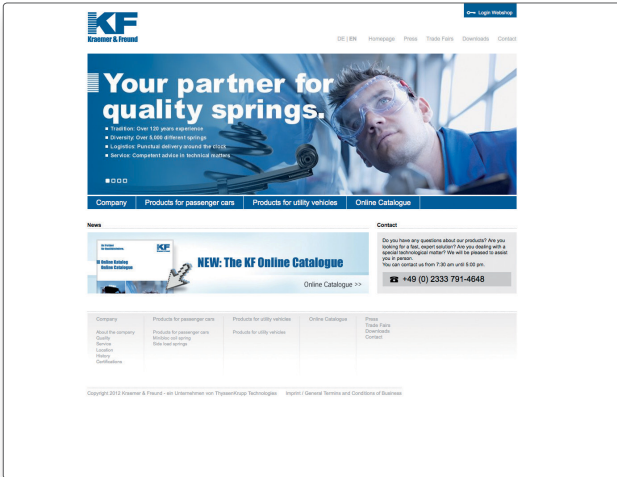 Login Webshop
KF
Kraemer & Freund
DE | EN Homepage Press Trade Fairs Downloads Contact
Your partner for
quality springs.
Tradition: Over 120 years experience
Diversity: Over 5,000 different springs
Logistics: Punctual delivery around the clock
Service: Competent advise in technical matters
Company Products for passenger cars Products for utility vehicles Online Catalogue
News
KF
Online Katalog
Online Catalogue
NEW: The KF Online Catalogue
Online Catalogue >>
Contact
Do you have any questions about our products? Are you
looking for a fast, expert solution? Are you dealing with a
special technological matter? We will be pleased to assist
you in person.
You can contact us from 7:30 am until 5:00 pm.
+49 (0) 2333 791-4648
Company Products for passenger cars Products for utility vehicles Online Catalogue Press
Trade Fairs
About the company Products for passenger cars Products for utility vehicles Downloads
Quality Miniblec coil spring Contact
Service Side load springs
Location
History
Certifications
Copyright 2012 Kraemer & Freund - ein Unternehmen von ThyssenKrupp Technologies Imprint / General Termins and Conditions of Business